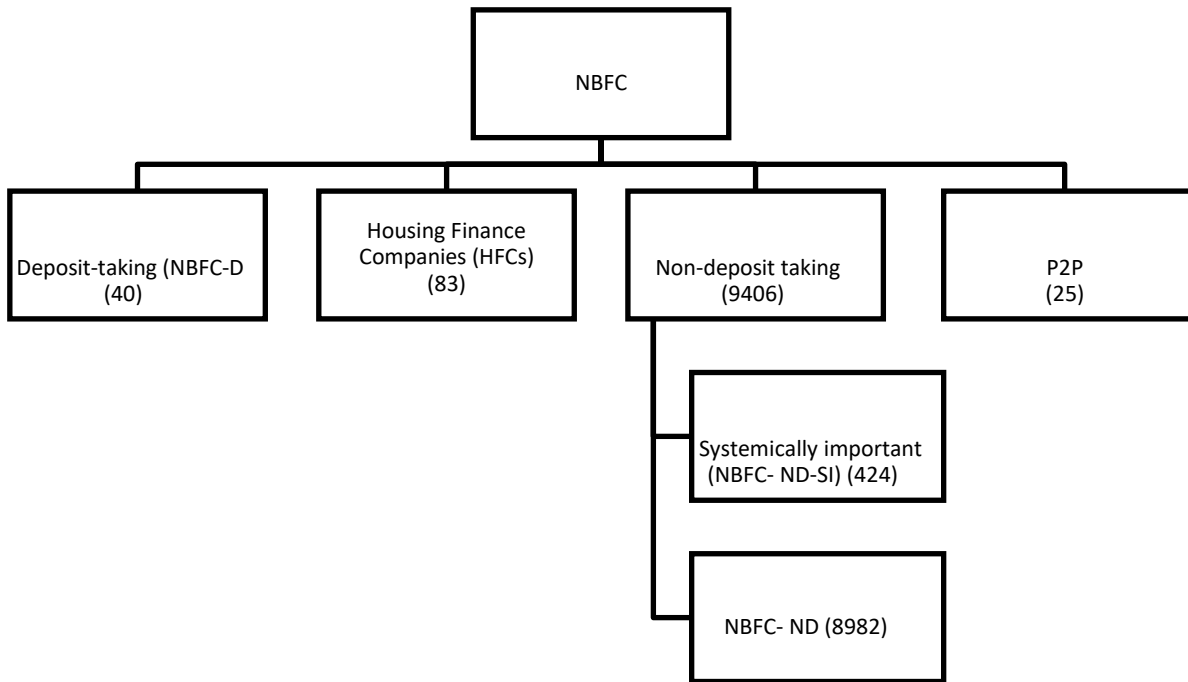 NBFC
Deposit-taking (NBFC-D
(40)
Housing Finance
Companies (HFCs)
(83)
Non-deposit taking
(9406)
P2P
(25)
Systemically important
(NBFC- ND-SI) (424)
NBFC- ND (8982)